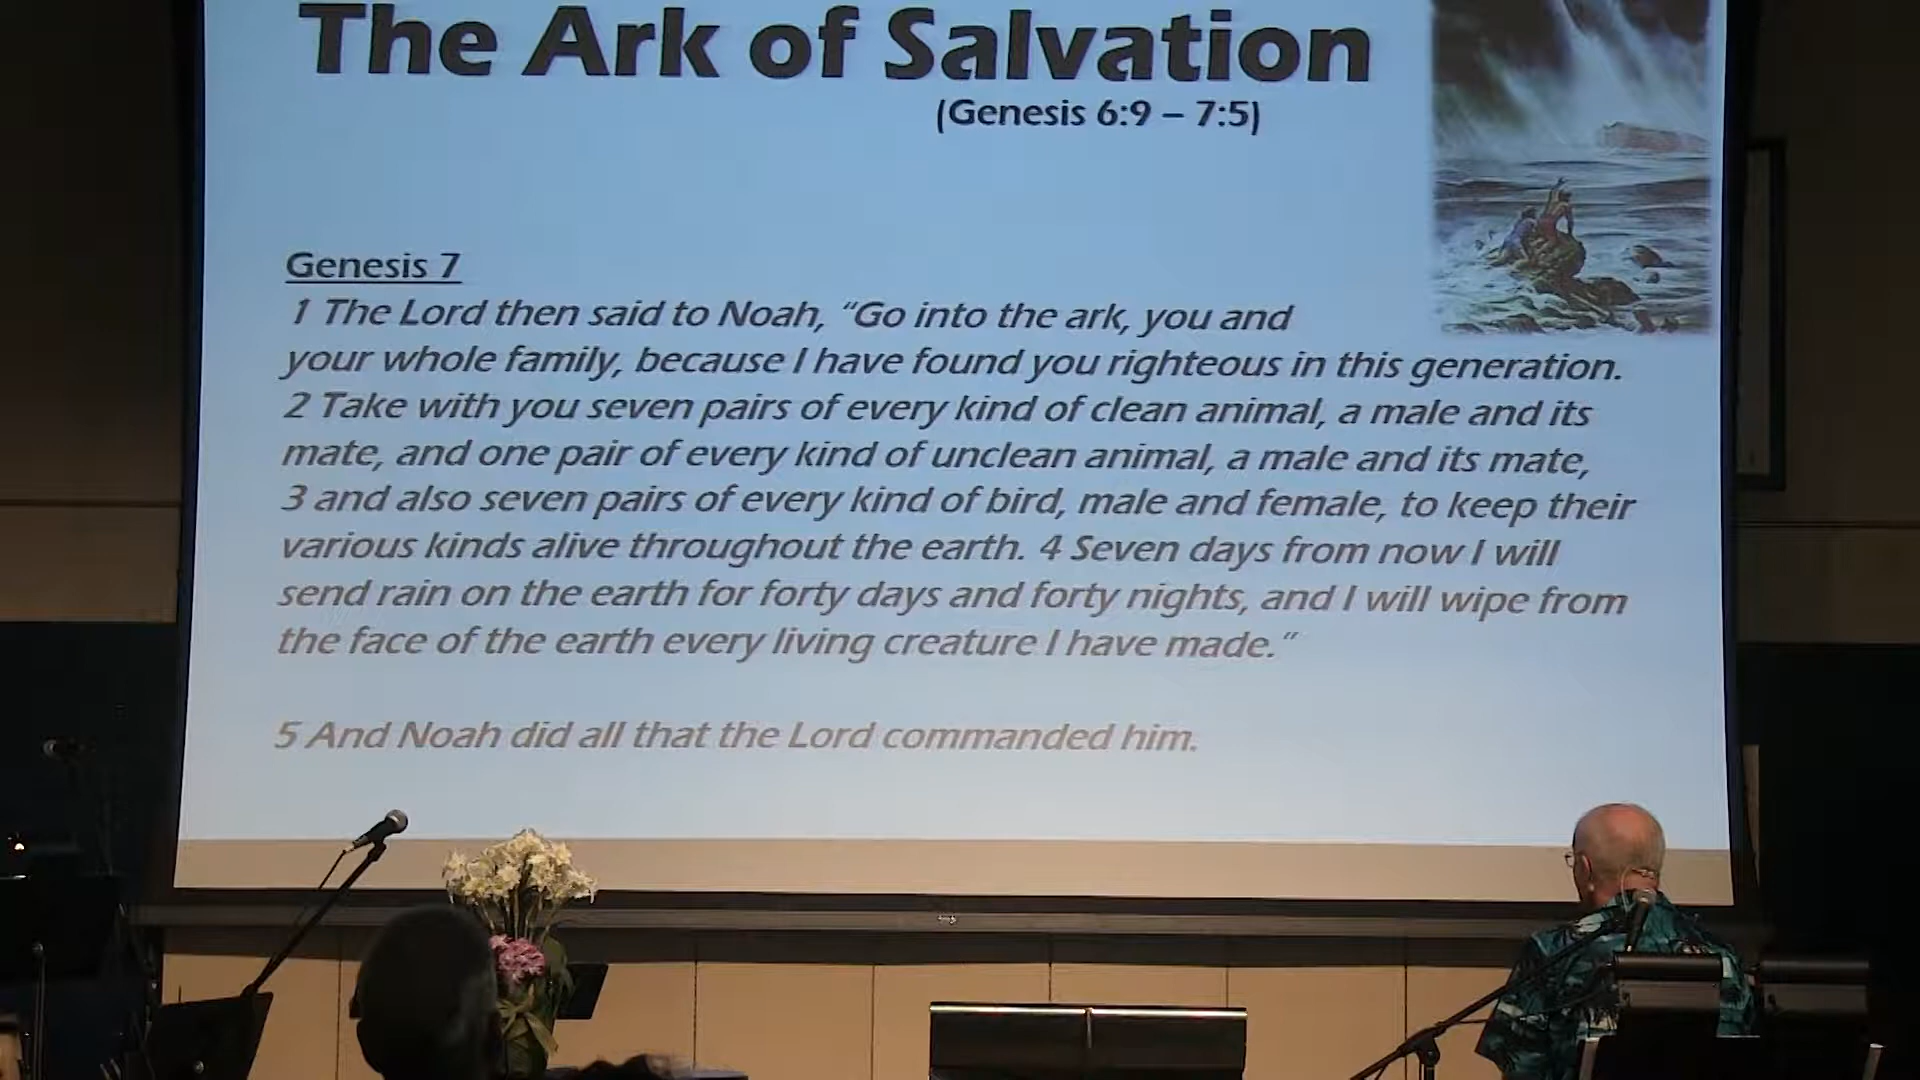 The Ark of Salvation
(Genesis 6:9 – 7:5)
Genesis 7
1 The Lord then said to Noah, “Go into the ark, you and
your whole family, because I have found you righteous in this generation.
2 Take with you seven pairs of every kind of clean animal, a male and its
mate, and one pair of every kind of unclean animal, a male and its mate,
3 and also seven pairs of every kind of bird, male and female, to keep their
various kinds alive throughout the earth. 4 Seven days from now I will
send rain on the earth for forty days and forty nights, and I will wipe from
the face of the earth every living creature I have made.”
5 And Noah did all that the Lord commanded him.